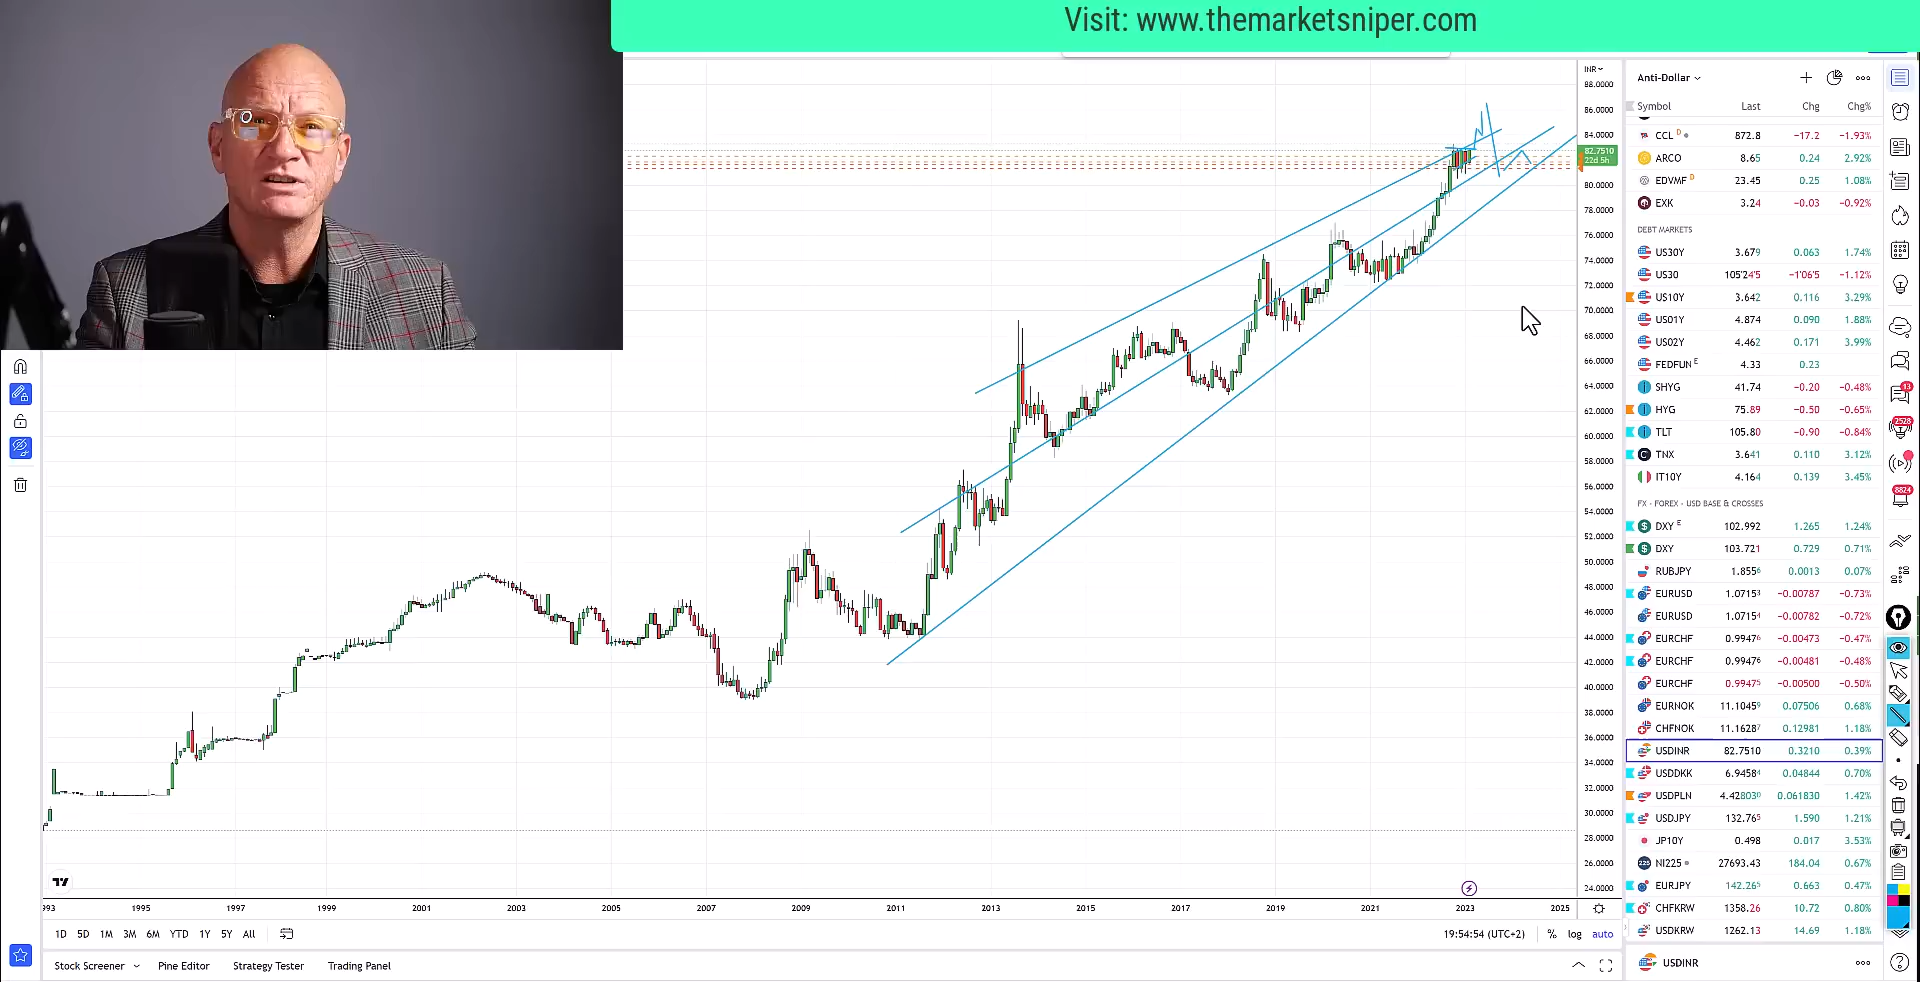 Visit: www.themarketsniper.com
INR
88.0000
86.0000
84.0000
82.7510
22d 5h
80.0000
78.0000
76.0000
74.0000
72.0000
70.0000
68.0000
66.0000
64.0000
62.0000
60.0000
58.0000
56.0000
54.0000
52.0000
50.0000
48.0000
46.0000
44.0000
42.0000
40.0000
38.0000
36.0000
34.0000
32.0000
30.0000
28.0000
26.0000
24.0000
1995 1997 1999 2001 2003 2005 2007 2009 2011 2013 2015 2017 2019 2021 2023 2025
1D 5D 1M 3M 6M YTD 1Y 5Y All
19:54:54 (UTC+2) % log auto
Stock Screener Pine Editor Strategy Tester Trading Panel
Anti-Dollar
Symbol Last Chg Chg%
CCL D 872.8 −17.2 −1.93%
ARCO 8.65 0.24 2.92%
EDVMF D 23.45 0.25 1.08%
EXK 3.24 −0.03 −0.92%
DEBT MARKETS
US30Y 3.679 0.063 1.74%
US30 105'24'5 −1'06'5 −1.12%
US10Y 3.642 0.116 3.29%
US01Y 4.874 0.090 1.88%
US02Y 4.462 0.171 3.99%
FEDFUN E 4.33 0.23
SHYG 41.74 −0.20 −0.48%
HYG 75.89 −0.50 −0.65%
TLT 105.80 −0.90 −0.84%
TNX 3.641 0.110 3.12%
IT10Y 4.164 0.139 3.45%
FX - FOREX - USD BASE & CROSSES
DXY E 102.992 1.265 1.24%
DXY 103.721 0.729 0.71%
RUBJPY 1.8556 0.0013 0.07%
EURUSD 1.07153 −0.00787 −0.73%
EURUSD 1.07154 −0.00782 −0.72%
EURCHF 0.99476 −0.00473 −0.47%
EURCHF 0.99476 −0.00481 −0.48%
EURCHF 0.99475 −0.00500 −0.50%
EURNOK 11.10459 0.07506 0.68%
CHFNOK 11.16287 0.12981 1.18%
USDINR 82.7510 0.3210 0.39%
USDDKK 6.94584 0.04844 0.70%
USDPLN 4.428030 0.061830 1.42%
USDJPY 132.765 1.590 1.21%
JP10Y 0.498 0.017 3.53%
NI225 27693.43 184.04 0.67%
EURJPY 142.265 0.663 0.47%
CHFKRW 1358.26 10.72 0.80%
USDKRW 1262.13 14.69 1.18%
USDINR
13
2528
8824